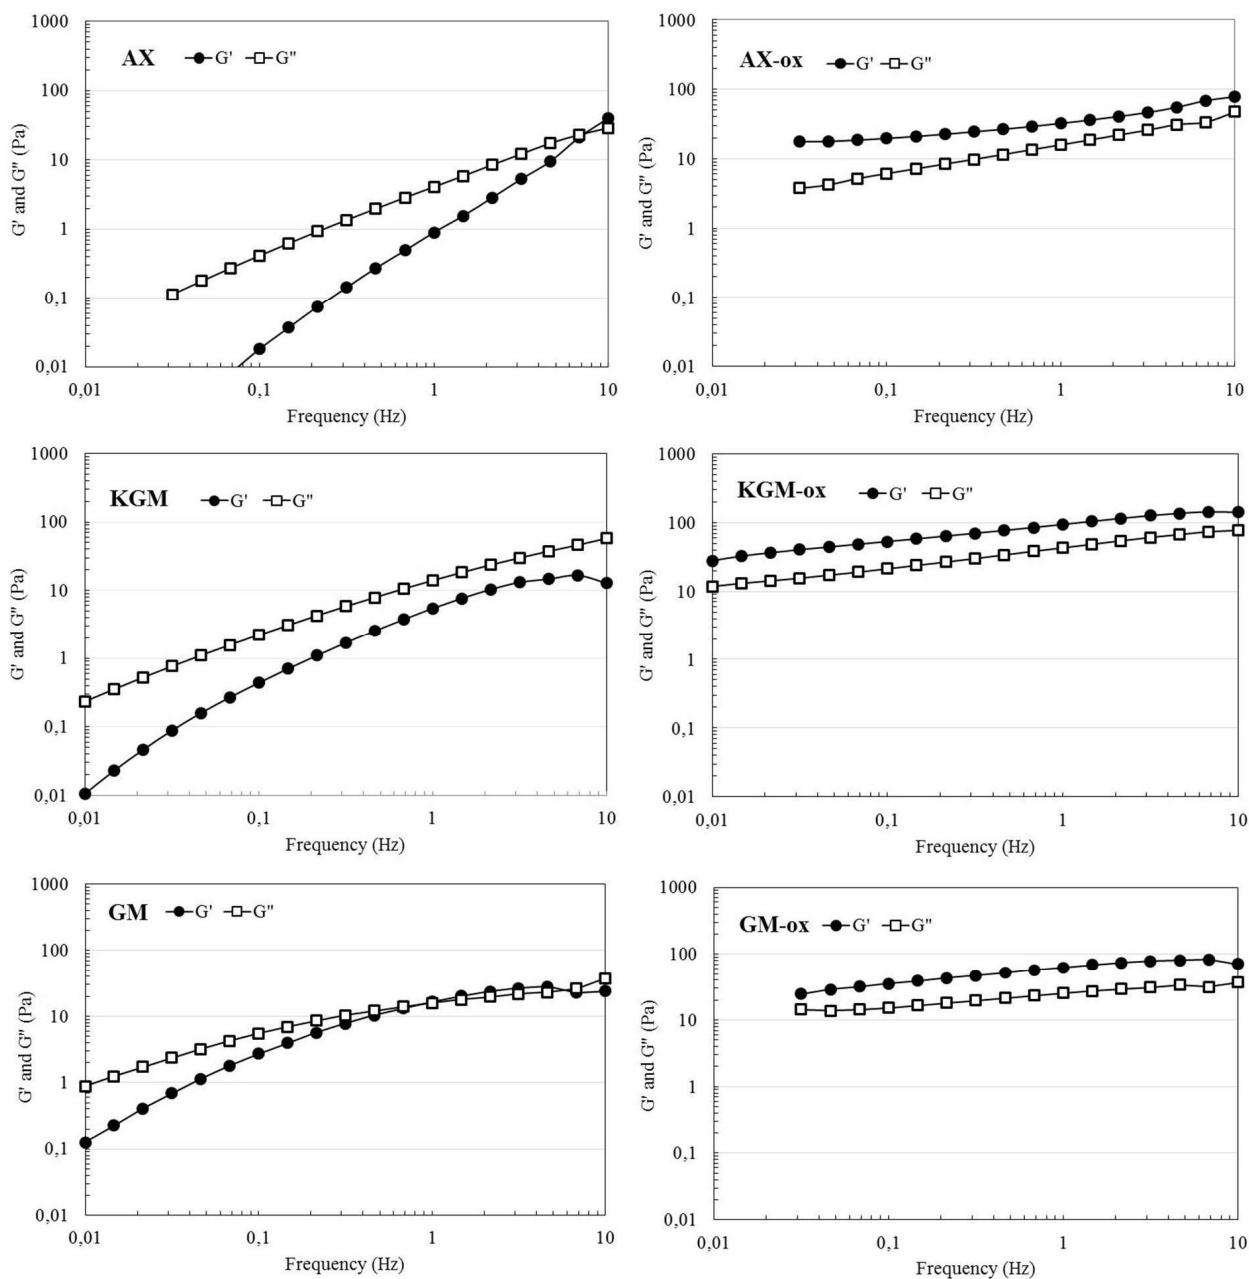 AX G' G"
1000
100
10
1
0,1
0,01
G' and G" (Pa)
0,01 0,1 1 10
Frequency (Hz)
AX-ox G' G"
1000
100
10
1
0,1
0,01
G' and G" (Pa)
0,01 0,1 1 10
Frequency (Hz)
KGM G' G"
1000
100
10
1
0,1
0,01
G' and G" (Pa)
0,01 0,1 1 10
Frequency (Hz)
KGM-ox G' G"
1000
100
10
1
0,1
0,01
G' and G" (Pa)
0,01 0,1 1 10
Frequency (Hz)
GM G' G"
1000
100
10
1
0,1
0,01
G' and G" (Pa)
0,01 0,1 1 10
Frequency (Hz)
GM-ox G' G"
1000
100
10
1
0,1
0,01
G' and G" (Pa)
0,01 0,1 1 10
Frequency (Hz)